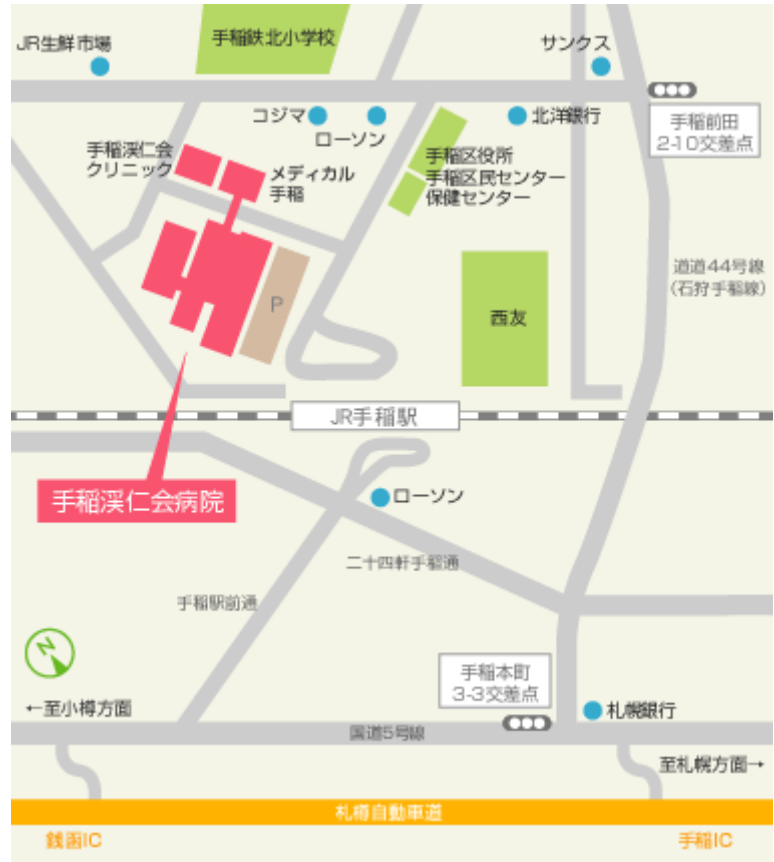 JR生鮮市場
手稲鉄北小学校
サンクス
コジマ
ローソン
北洋銀行
手稲前田
2-10交差点
手稲渓仁会
クリニック
メディカル
手稲
手稲区役所
手稲区民センター
保健センター
道道44号線
(石狩手稲線)
P
西友
JR手稲駅
手稲渓仁会病院
ローソン
二十四軒手稲通
手稲駅前通
N
手稲本町
3-3交差点
←至小樽方面
札幌銀行
国道5号線
至札幌方面→
札樽自動車道
銭函IC
手稲IC